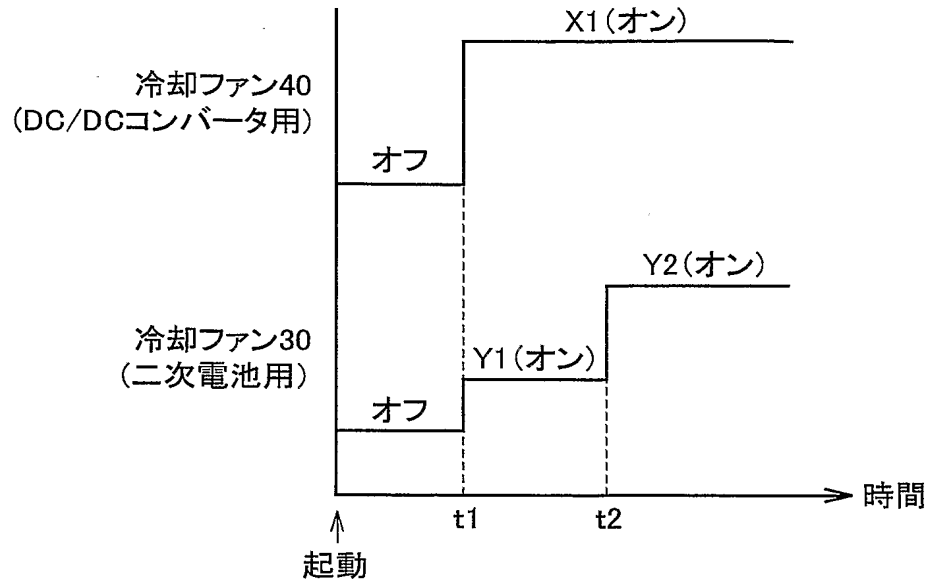 X1(オン)
冷却ファン40
(DC/DCコンバータ用)
オフ
Y2(オン)
冷却ファン30
(二次電池用)
Y1(オン)
オフ
時間
t1
t2
起動